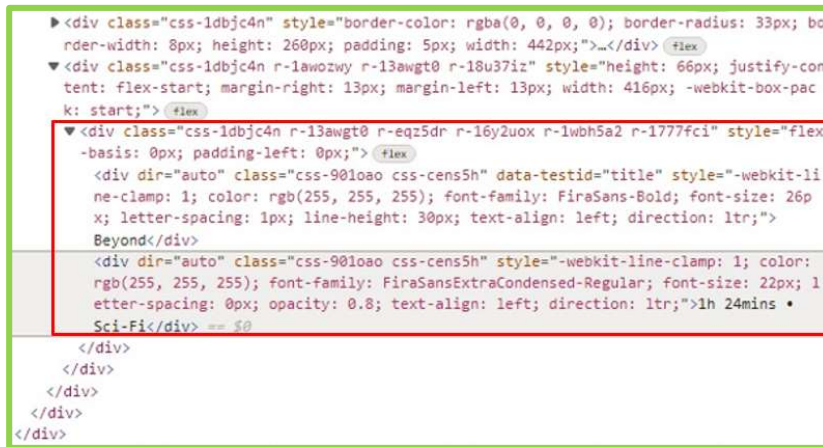 ▶<div class="css-1dbjc4n" style="border-color: rgba(0, 0, 0, 0); border-radius: 33px; bo
rder-width: 8px; height: 260px; padding: 5px; width: 442px;">…</div> flex
▼<div class="css-1dbjc4n r-1awozwy r-13awgt0 r-18u37iz" style="height: 66px; justify-con
tent: flex-start; margin-right: 13px; margin-left: 13px; width: 416px; -webkit-box-pac
k: start;"> flex
▼<div class="css-1dbjc4n r-13awgt0 r-eqz5dr r-16y2uox r-1wbh5a2 r-1777fci" style="flex
-basis: 0px; padding-left: 0px;"> flex
<div dir="auto" class="css-901oao css-cens5h" data-testid="title" style="-webkit-li
ne-clamp: 1; color: rgb(255, 255, 255); font-family: FiraSans-Bold; font-size: 26p
x; letter-spacing: 1px; line-height: 30px; text-align: left; direction: ltr;">
Beyond</div>
<div dir="auto" class="css-901oao css-cens5h" style="-webkit-line-clamp: 1; color:
rgb(255, 255, 255); font-family: FiraSansExtraCondensed-Regular; font-size: 22px; l
etter-spacing: 0px; opacity: 0.8; text-align: left; direction: ltr;">1h 24mins •
Sci-Fi</div> == $0
</div>
</div>
</div>
</div>
</div>